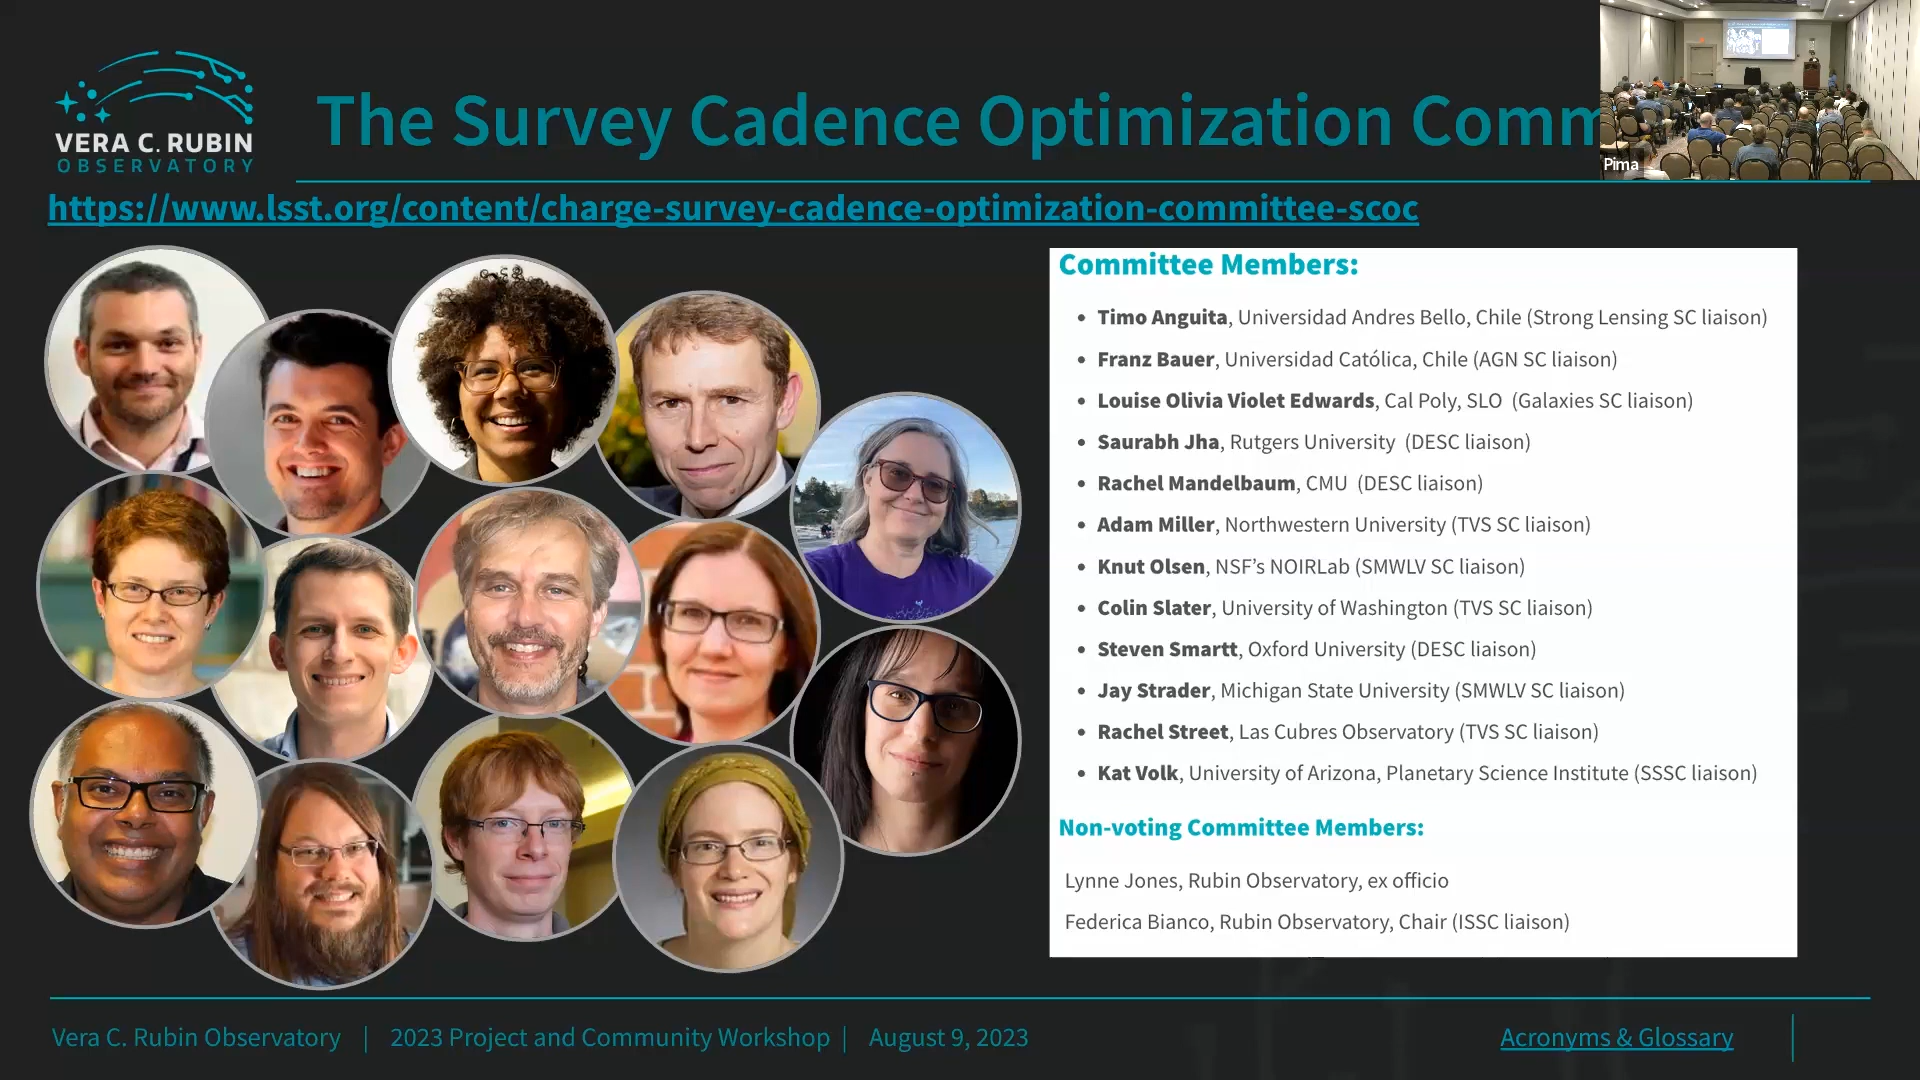 VERA C. RUBIN
OBSERVATORY
The Survey Cadence Optimization Comm
Pima
https://www.lsst.org/content/charge-survey-cadence-optimization-committee-scoc
Committee Members:
• Timo Anguita, Universidad Andres Bello, Chile (Strong Lensing SC liaison)
• Franz Bauer, Universidad Católica, Chile (AGN SC liaison)
• Louise Olivia Violet Edwards, Cal Poly, SLO (Galaxies SC liaison)
• Saurabh Jha, Rutgers University (DESC liaison)
• Rachel Mandelbaum, CMU (DESC liaison)
• Adam Miller, Northwestern University (TVS SC liaison)
• Knut Olsen, NSF’s NOIRLab (SMWLV SC liaison)
• Colin Slater, University of Washington (TVS SC liaison)
• Steven Smartt, Oxford University (DESC liaison)
• Jay Strader, Michigan State University (SMWLV SC liaison)
• Rachel Street, Las Cubres Observatory (TVS SC liaison)
• Kat Volk, University of Arizona, Planetary Science Institute (SSSC liaison)
Non-voting Committee Members:
Lynne Jones, Rubin Observatory, ex officio
Federica Bianco, Rubin Observatory, Chair (ISSC liaison)
Vera C. Rubin Observatory | 2023 Project and Community Workshop | August 9, 2023
Acronyms & Glossary